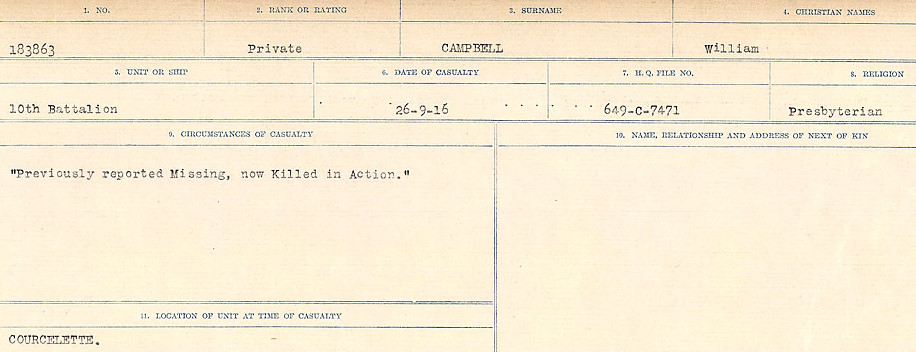 1. NO.
2. RANK OR RATING
3. SURNAME
4. CHRISTIAN NAMES
183863
Private
CAMPBELL
William
5. UNIT OR SHIP
6. DATE OF CASUALTY
7. H. Q. FILE NO.
8. RELIGION
10th Battalion
26-9-16
649-C-7471
Presbyterian
9. CIRCUMSTANCES OF CASUALTY
10. NAME, RELATIONSHIP AND ADDRESS OF NEXT OF KIN
"Previously reported Missing, now Killed in Action."
11. LOCATION OF UNIT AT TIME OF CASUALTY
COURCELETTE.